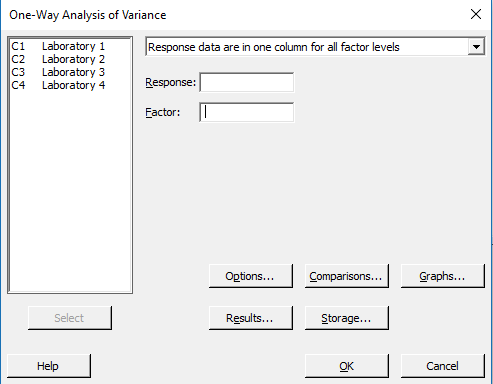 One-Way Analysis of Variance
C1 Laboratory 1
C2 Laboratory 2
C3 Laboratory 3
C4 Laboratory 4
Response data are in one column for all factor levels
Response:
Factor:
Options... Comparisons... Graphs...
Select Results... Storage...
Help OK Cancel